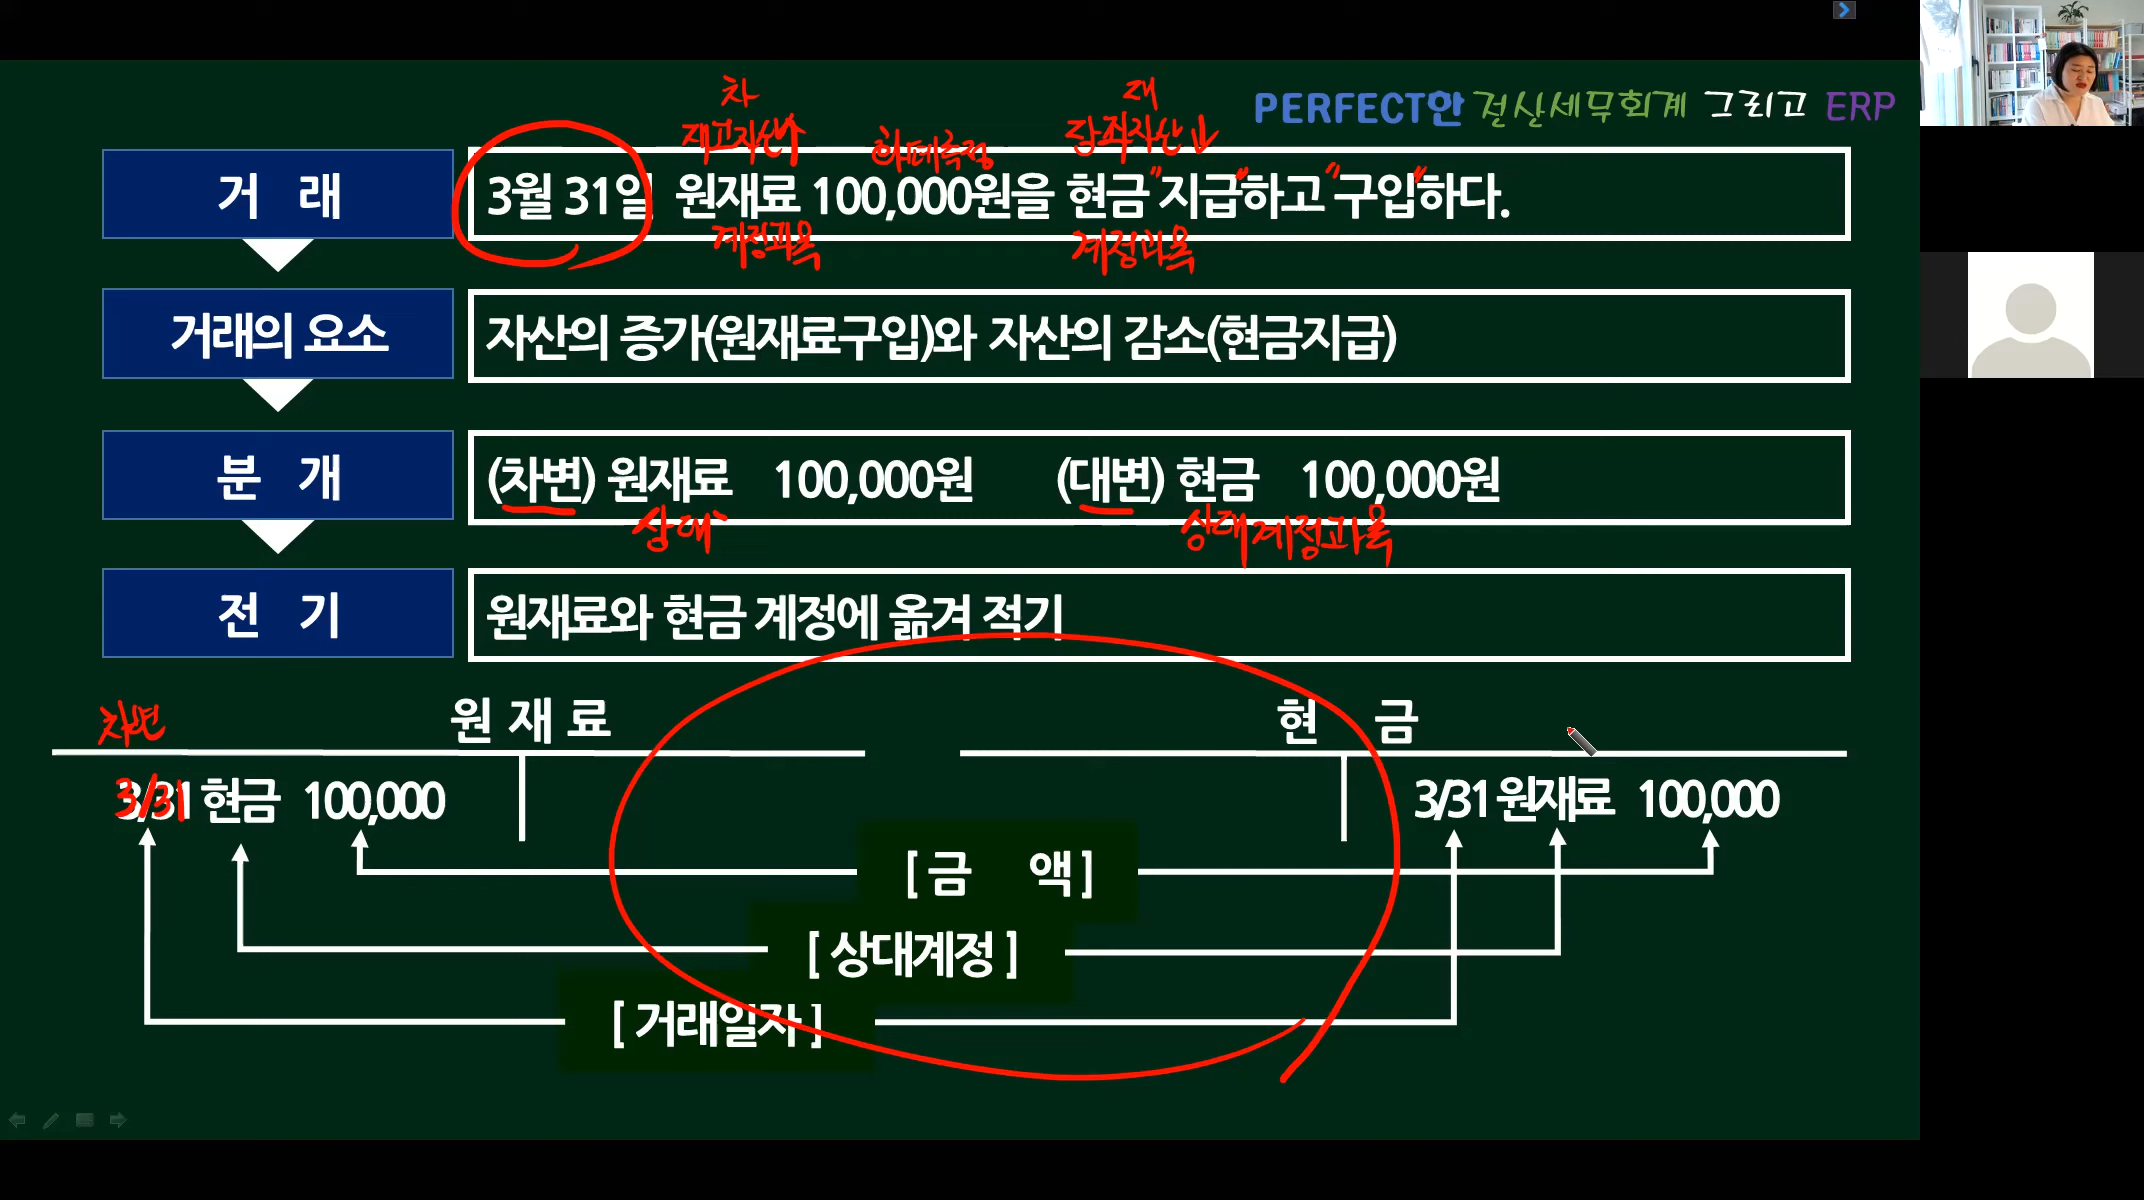 PERFECT한 전산세무회계 그리고 ERP
차
대
재고자산↑
화폐측정
당좌자산↓
거 래
3월 31일 원재료 100,000원을 현금"지급"하고"구입"하다.
계정과목
계정과목
거래의 요소
자산의 증가(원재료구입)와 자산의 감소(현금지급)
분 개
(차변) 원재료 100,000원 (대변) 현금 100,000원
상대
상대계정과목
전 기
원재료와 현금 계정에 옮겨 적기
차변
원 재 료
현 금
3/31 현금 100,000
3/31
3/31 원재료 100,000
[ 금 액 ]
[ 상대계정 ]
[ 거래일자 ]